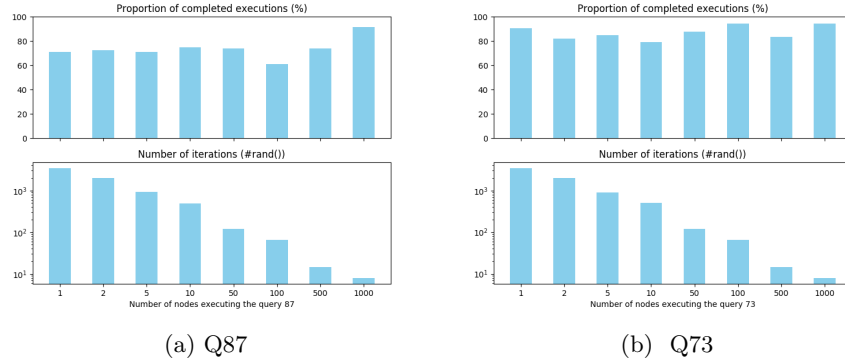 Proportion of completed executions (%)
100
80
60
40
20
0
Number of iterations (#rand())
10³
10²
10¹
1 2 5 10 50 100 500 1000
Number of nodes executing the query 87
(a) Q87
Proportion of completed executions (%)
100
80
60
40
20
0
Number of iterations (#rand())
10³
10²
10¹
1 2 5 10 50 100 500 1000
Number of nodes executing the query 73
(b) Q73